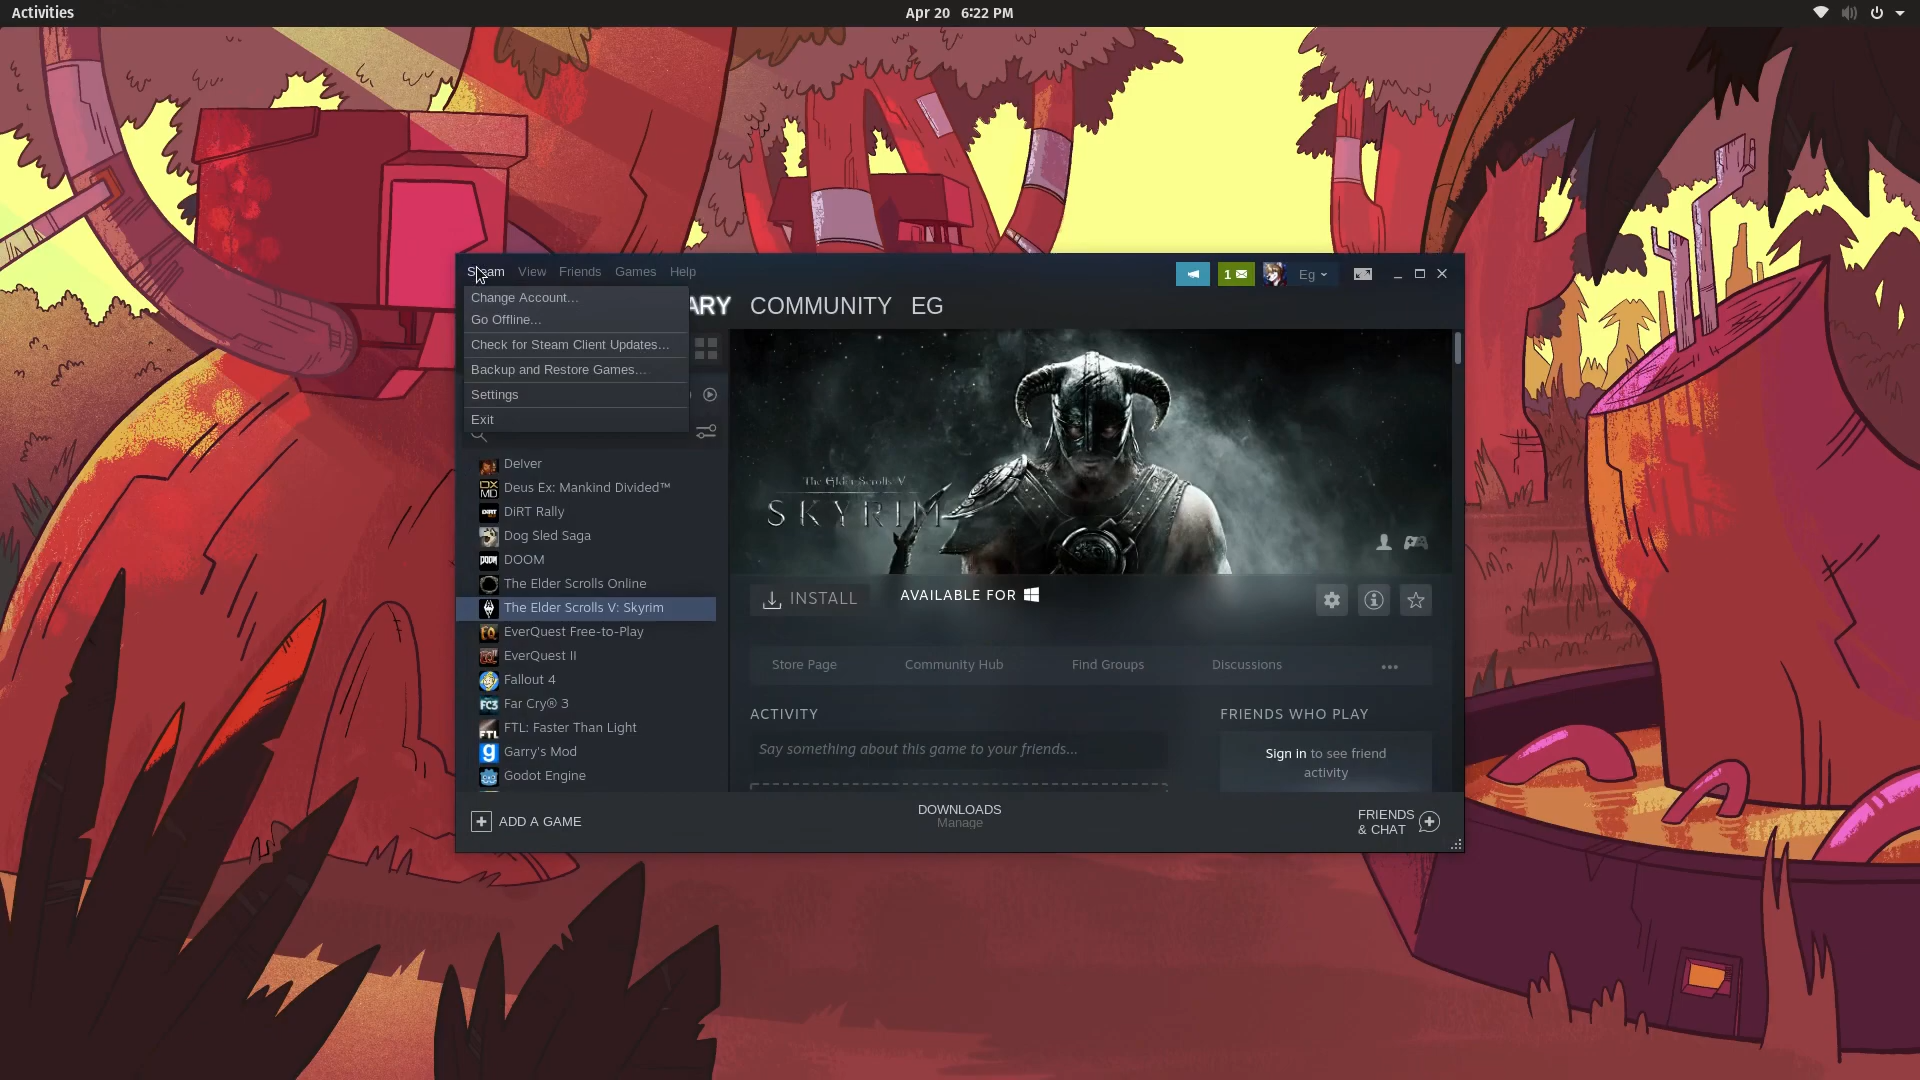 Activities
Apr 20 6:22 PM
Steam View Friends Games Help
1
Eg
Change Account...
Go Offline...
Check for Steam Client Updates...
Backup and Restore Games...
Settings
Exit
ARY COMMUNITY EG
The Elder Scrolls V
SKYRIM
Delver
Deus Ex: Mankind Divided™
DiRT Rally
Dog Sled Saga
DOOM
The Elder Scrolls Online
The Elder Scrolls V: Skyrim
EverQuest Free-to-Play
EverQuest II
Fallout 4
Far Cry® 3
FTL: Faster Than Light
Garry's Mod
Godot Engine
INSTALL
AVAILABLE FOR
Store Page Community Hub Find Groups Discussions
ACTIVITY
Say something about this game to your friends...
FRIENDS WHO PLAY
Sign in to see friend
activity
ADD A GAME
DOWNLOADS
Manage
FRIENDS
& CHAT